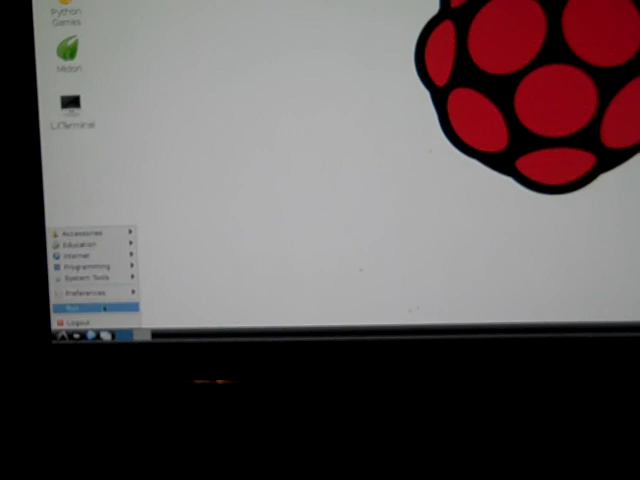 Python
Games
Midori
LXTerminal
Accessories
Education
Internet
Programming
System Tools
Preferences
Run
Logout